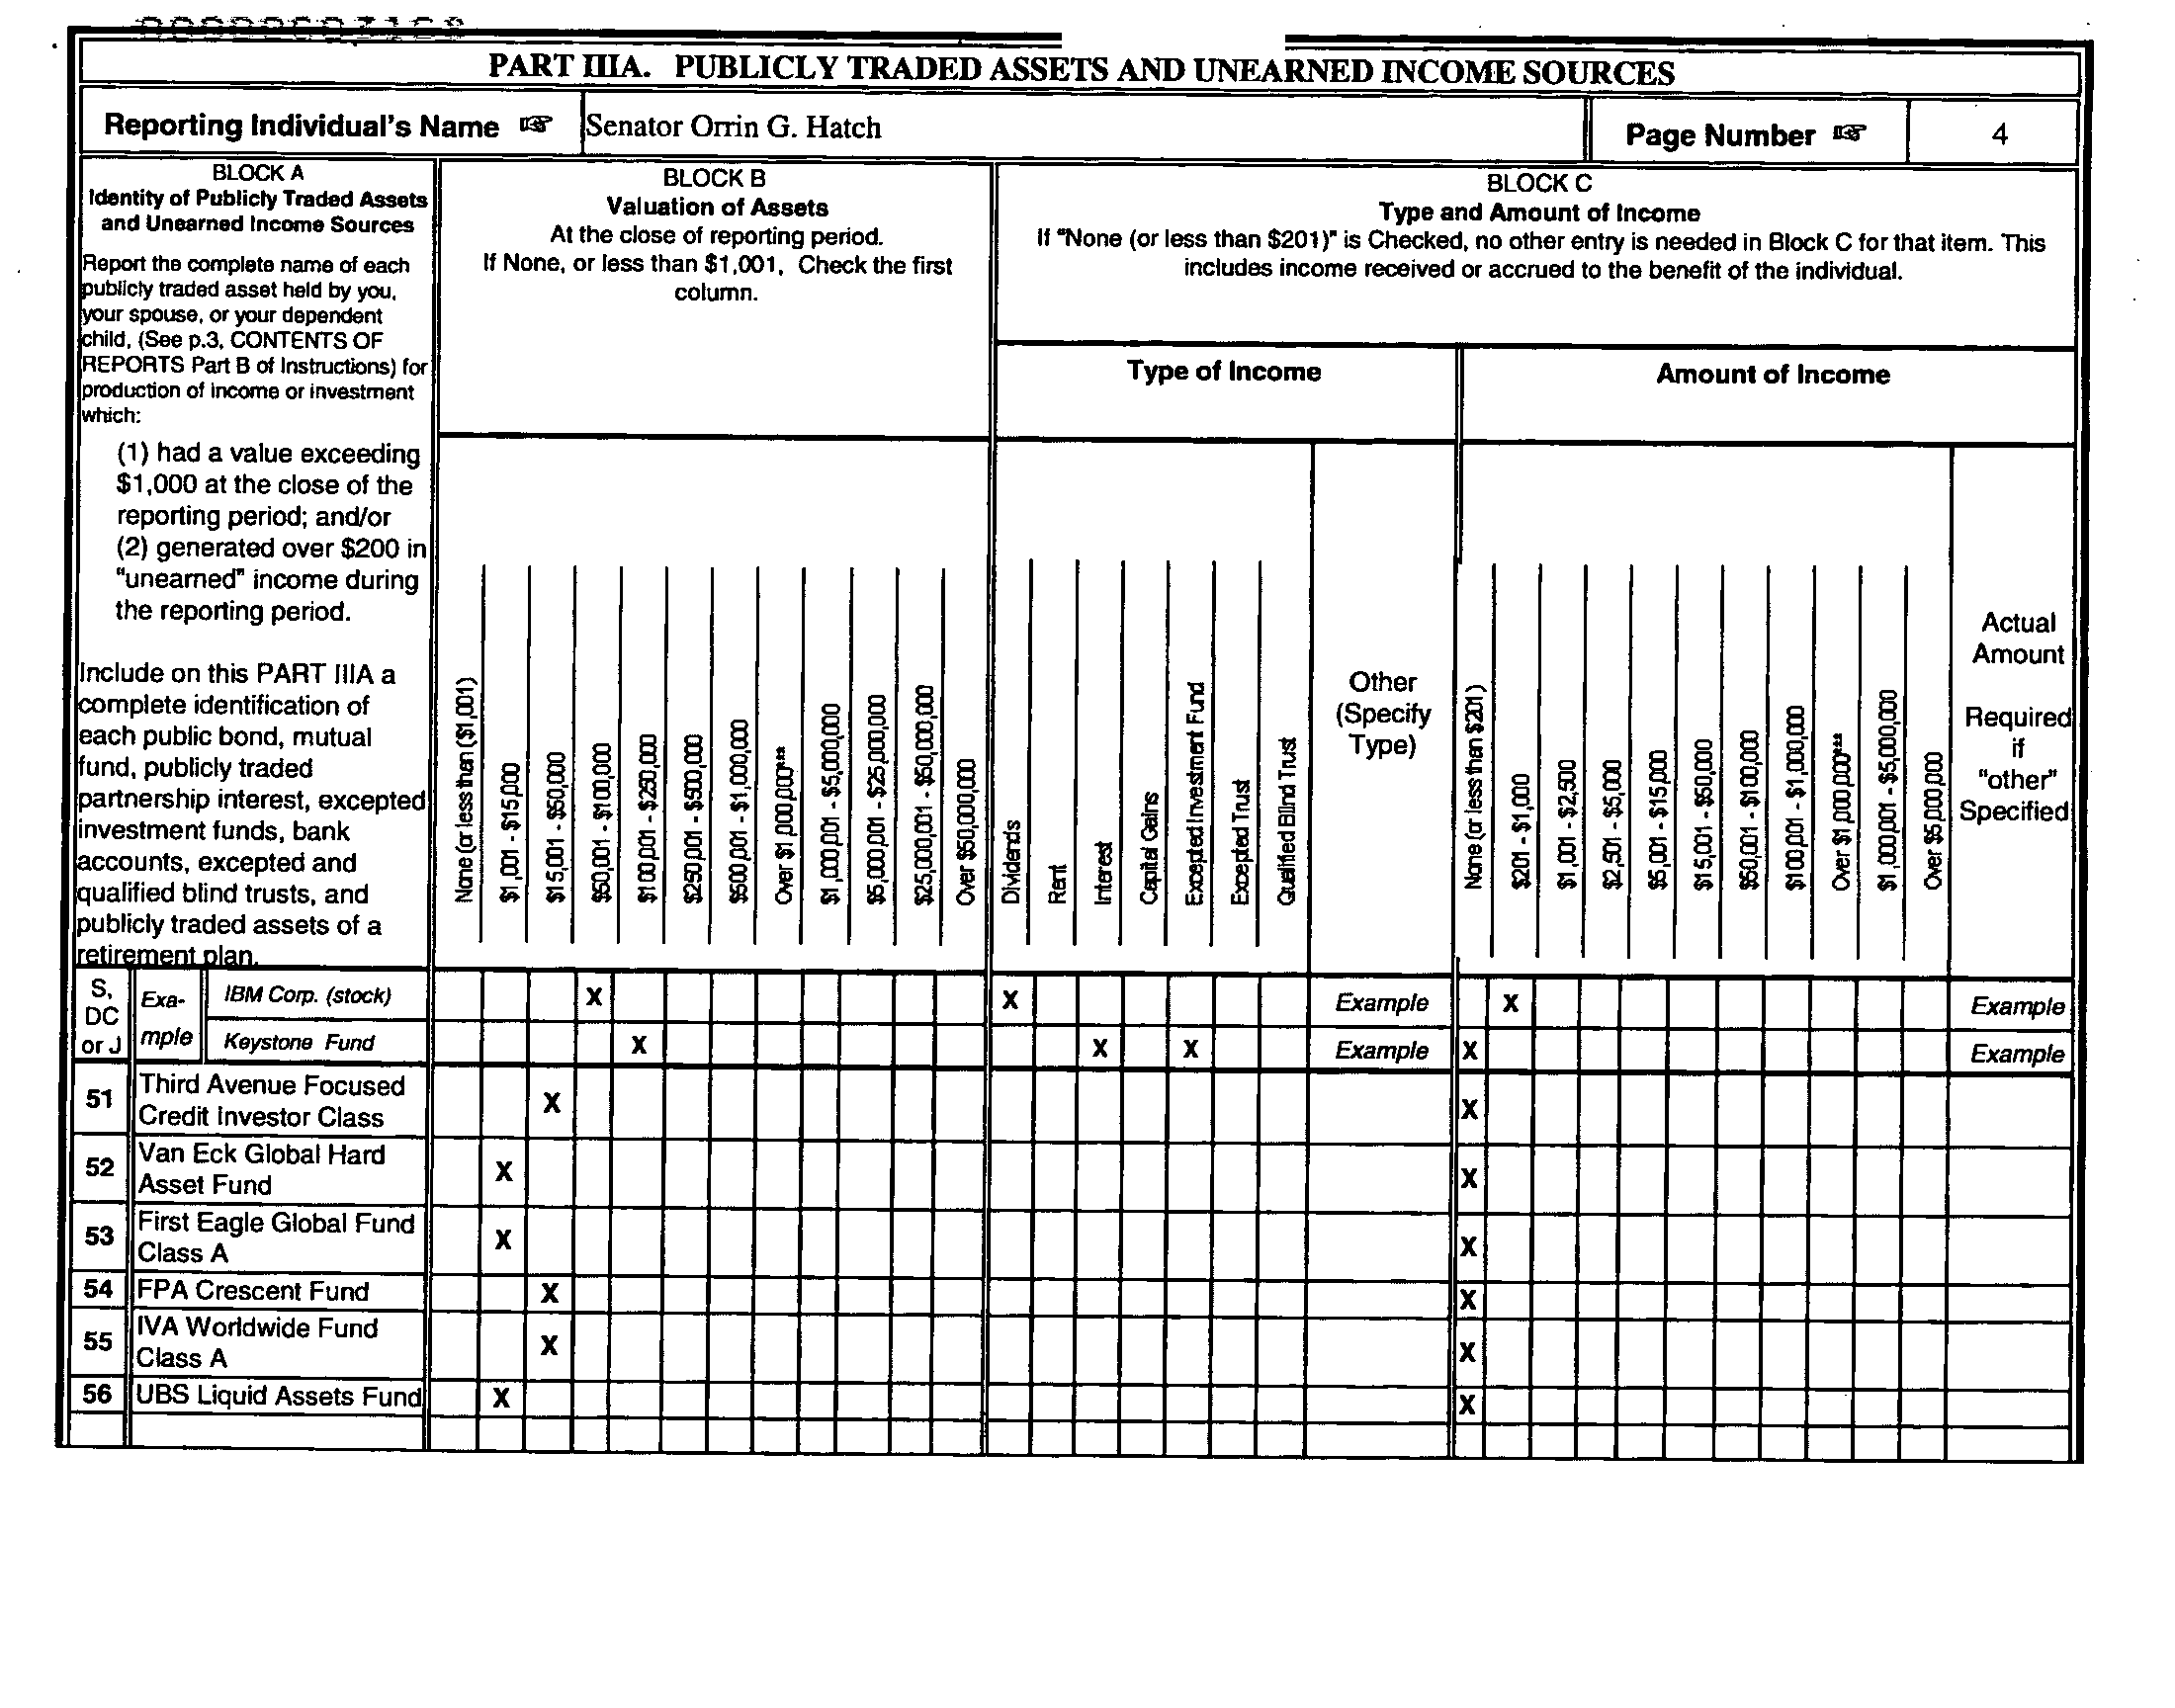 PART IIIA. PUBLICLY TRADED ASSETS AND UNEARNED INCOME SOURCES
Reporting Individual's Name ☞ Senator Orrin G. Hatch Page Number ☞ 4
BLOCK A
Identity of Publicly Traded Assets
and Unearned Income Sources
Report the complete name of each
publicly traded asset held by you,
your spouse, or your dependent
child, (See p.3, CONTENTS OF
REPORTS Part B of Instructions) for
production of income or investment
which:
(1) had a value exceeding
$1,000 at the close of the
reporting period; and/or
(2) generated over $200 in
"unearned" income during
the reporting period.
Include on this PART IIIA a
complete identification of
each public bond, mutual
fund, publicly traded
partnership interest, excepted
investment funds, bank
accounts, excepted and
qualified blind trusts, and
publicly traded assets of a
retirement plan.
BLOCK B
Valuation of Assets
At the close of reporting period.
If None, or less than $1,001, Check the first
column.
None (or less than ($1,001)
$1,001 - $15,000
$15,001 - $50,000
$50,001 - $100,000
$100,001 - $250,000
$250,001 - $500,000
$500,001 - $1,000,000
Over $1,000,000***
$1,000,001 - $5,000,000
$5,000,001 - $25,000,000
$25,000,001 - $50,000,000
Over $50,000,000
BLOCK C
Type and Amount of Income
If "None (or less than $201)" is Checked, no other entry is needed in Block C for that item. This
includes income received or accrued to the benefit of the individual.
Type of Income
Dividends
Rent
Interest
Capital Gains
Excepted Investment Fund
Excepted Trust
Qualified Blind Trust
Other
(Specify
Type)
Amount of Income
None (or less than $201)
$201 - $1,000
$1,001 - $2,500
$2,501 - $5,000
$5,001 - $15,000
$15,001 - $50,000
$50,001 - $100,000
$100,001 - $1,000,000
Over $1,000,000***
$1,000,001 - $5,000,000
Over $5,000,000
Actual
Amount
Required
if
"other"
Specified
S,
DC
or J
Exa-
mple
IBM Corp. (stock) X X Example X Example
Keystone Fund X X X Example X Example
51 Third Avenue Focused
Credit Investor Class X X
52 Van Eck Global Hard
Asset Fund X X
53 First Eagle Global Fund
Class A X X
54 FPA Crescent Fund X X
55 IVA Worldwide Fund
Class A X X
56 UBS Liquid Assets Fund X X